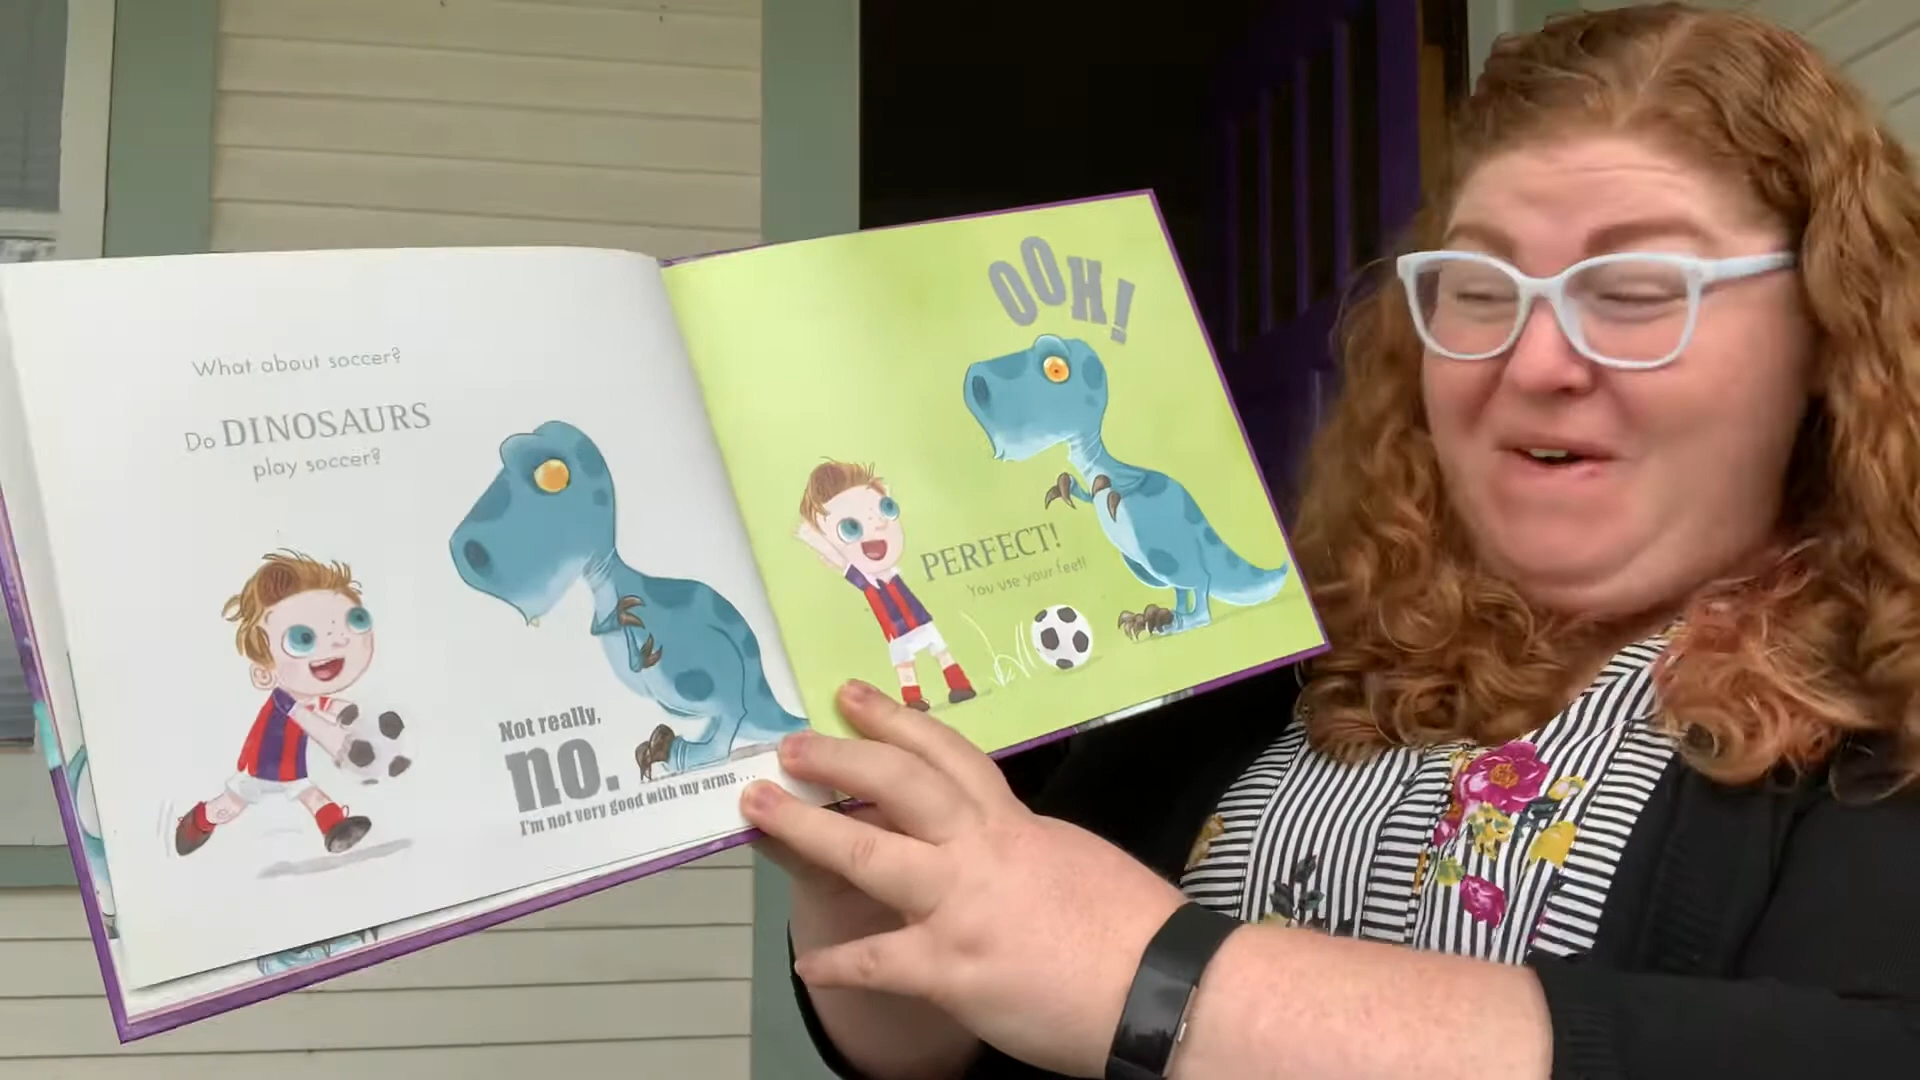 What about soccer?
Do DINOSAURS
play soccer?
Not really,
no.
I'm not very good with my arms . . .
OOH!
PERFECT!
You use your feet!